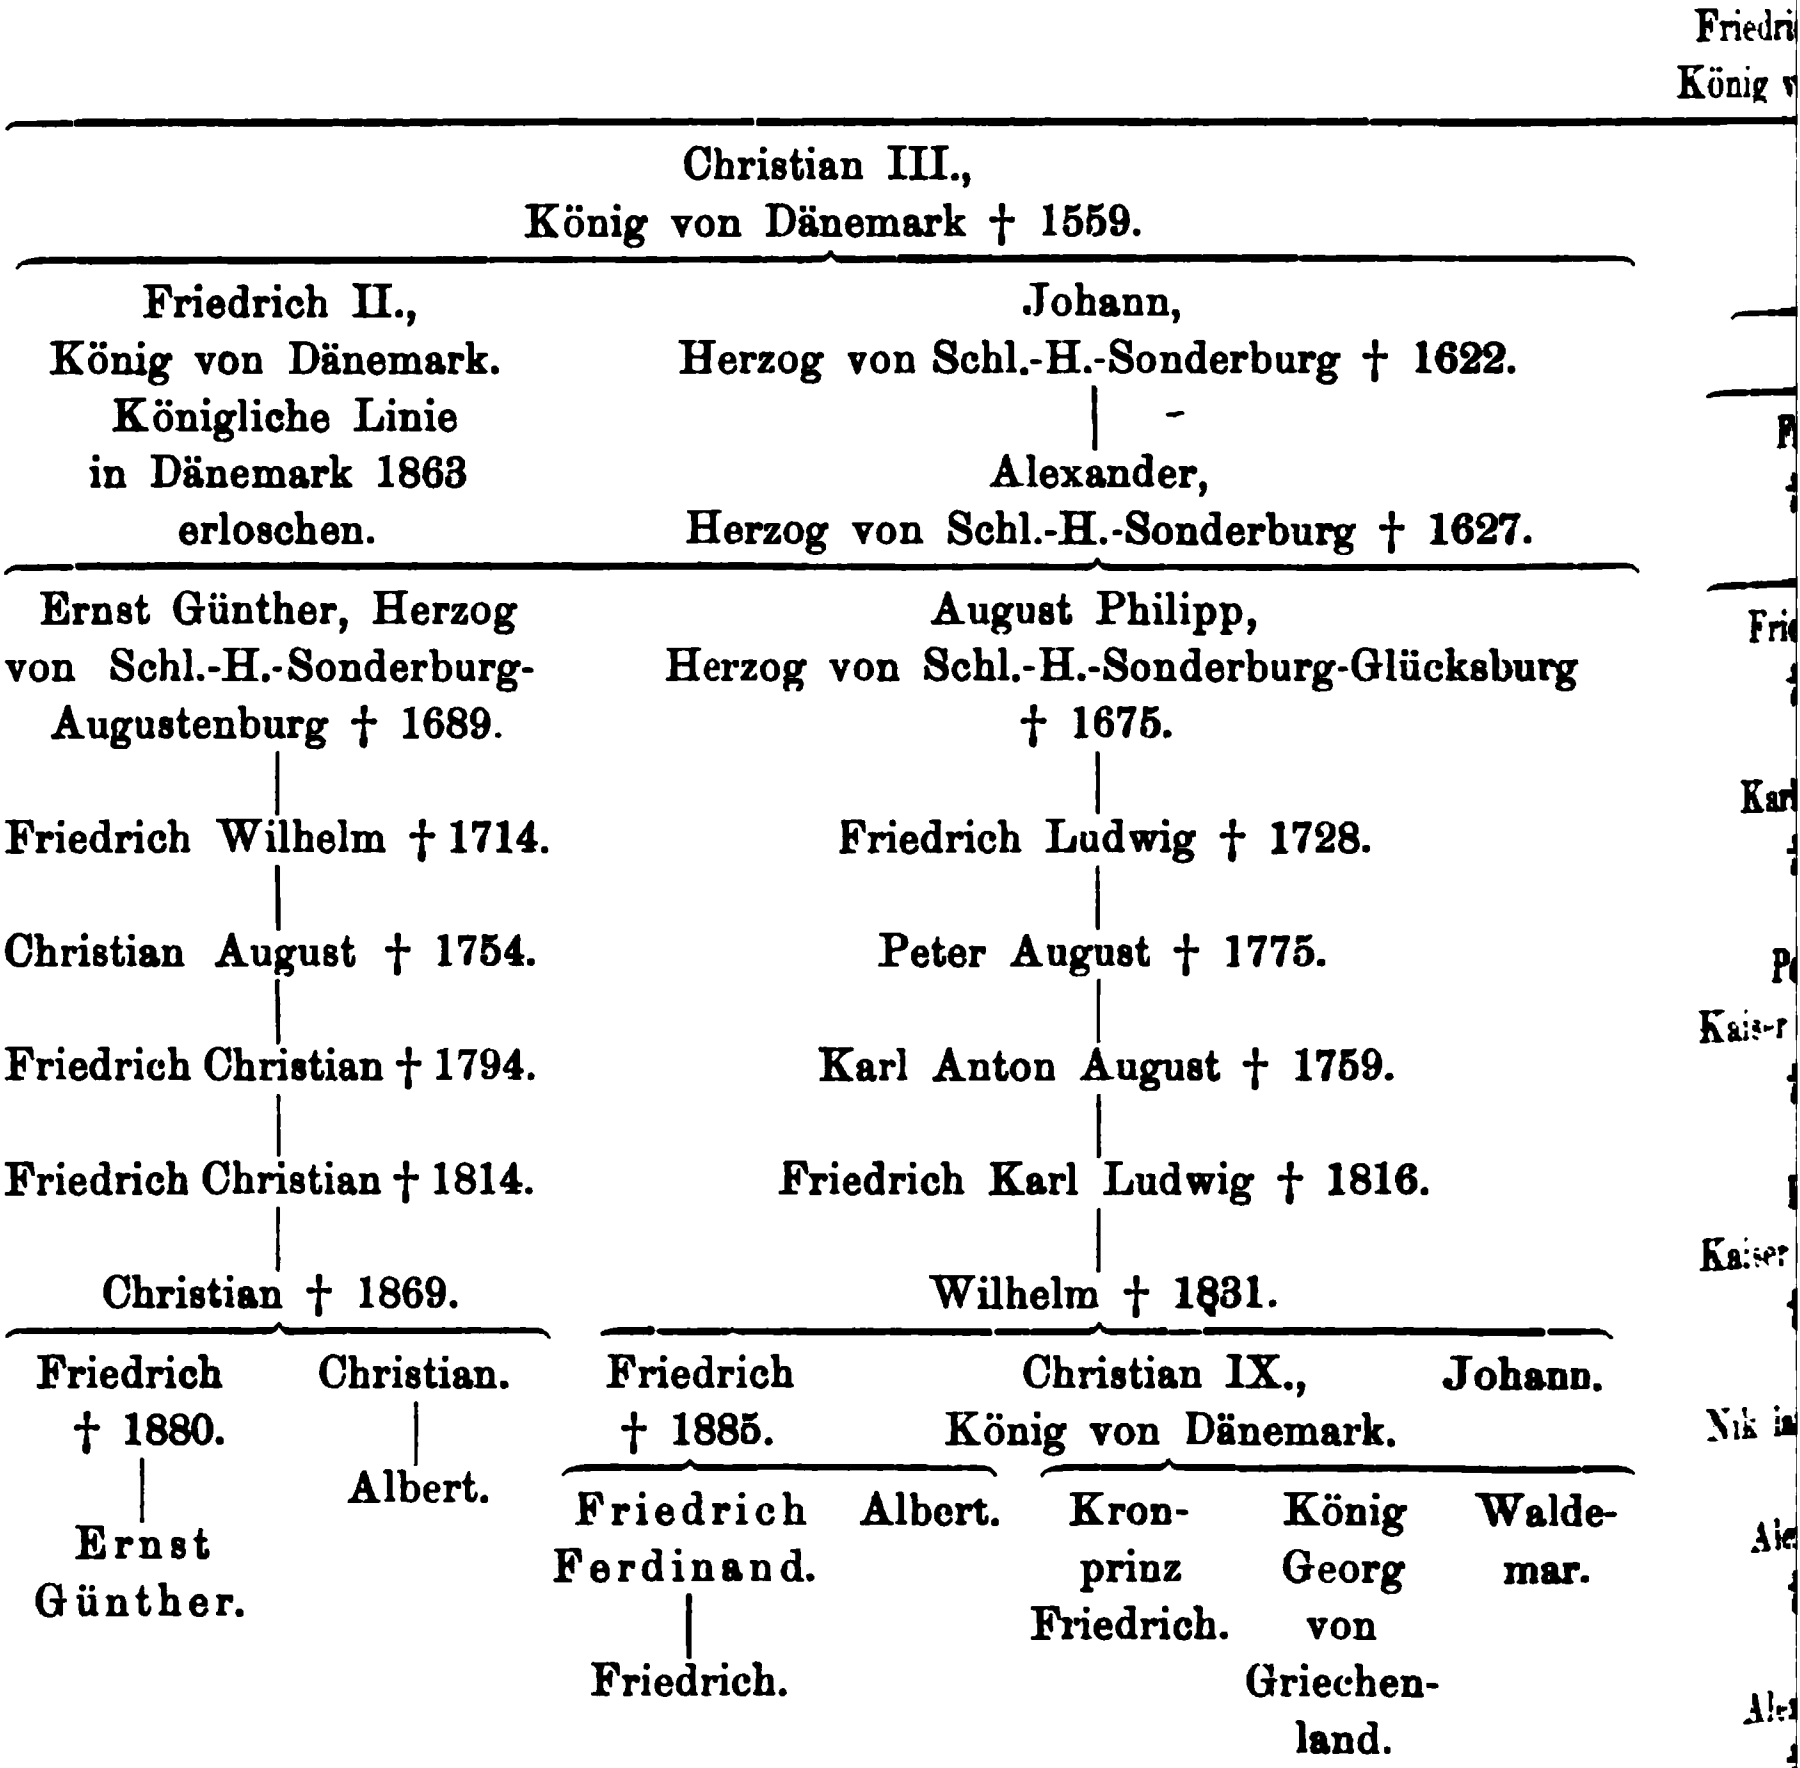 König
Christian III.,
König von Dänemark † 1559.
Friedrich II.,
König von Dänemark.
Königliche Linie
in Dänemark 1863
erloschen.
Johann,
Herzog von Schl.-H.-Sonderburg † 1622.
Alexander,
Herzog von Schl.-H.-Sonderburg † 1627.
Ernst Günther, Herzog
von Schl.-H.-Sonderburg-
Augustenburg † 1689.
August Philipp,
Herzog von Schl.-H.-Sonderburg-Glücksburg
† 1675.
Friedrich Wilhelm † 1714.
Friedrich Ludwig † 1728.
Christian August † 1754.
Peter August † 1775.
Friedrich Christian † 1794.
Karl Anton August † 1759.
Kaiser
Friedrich Christian † 1814.
Friedrich Karl Ludwig † 1816.
Kaiser
Christian † 1869.
Wilhelm † 1831.
Friedrich
† 1880.
Ernst
Günther.
Christian.
Albert.
Friedrich
† 1885.
Christian IX.,
König von Dänemark.
Johann.
Friedrich
Ferdinand.
Friedrich.
Albert.
Kron-
prinz
Friedrich.
König
Georg
von
Griechen-
land.
Walde-
mar.